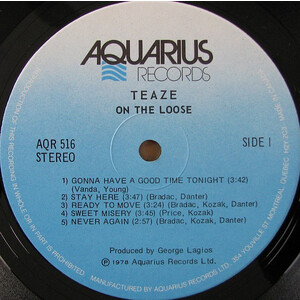 AQUARIUS
RECORDS
TEAZE
ON THE LOOSE
AQR 516
STEREO
SIDE I
1) GONNA HAVE A GOOD TIME TONIGHT (3:42)
(Vanda, Young)
2) STAY HERE (3:47) (Bradac, Danter)
3) READY TO MOVE (3:24) (Bradac, Kozak, Danter)
4) SWEET MISERY (3:45) (Price, Kozak)
5) NEVER AGAIN (2:57) (Bradac, Kozak, Danter)
Produced by George Lagios
℗ 1978 Aquarius Records Ltd.
IS PROHIBITED. MANUFACTURED BY AQUARIUS RECORDS LTD.